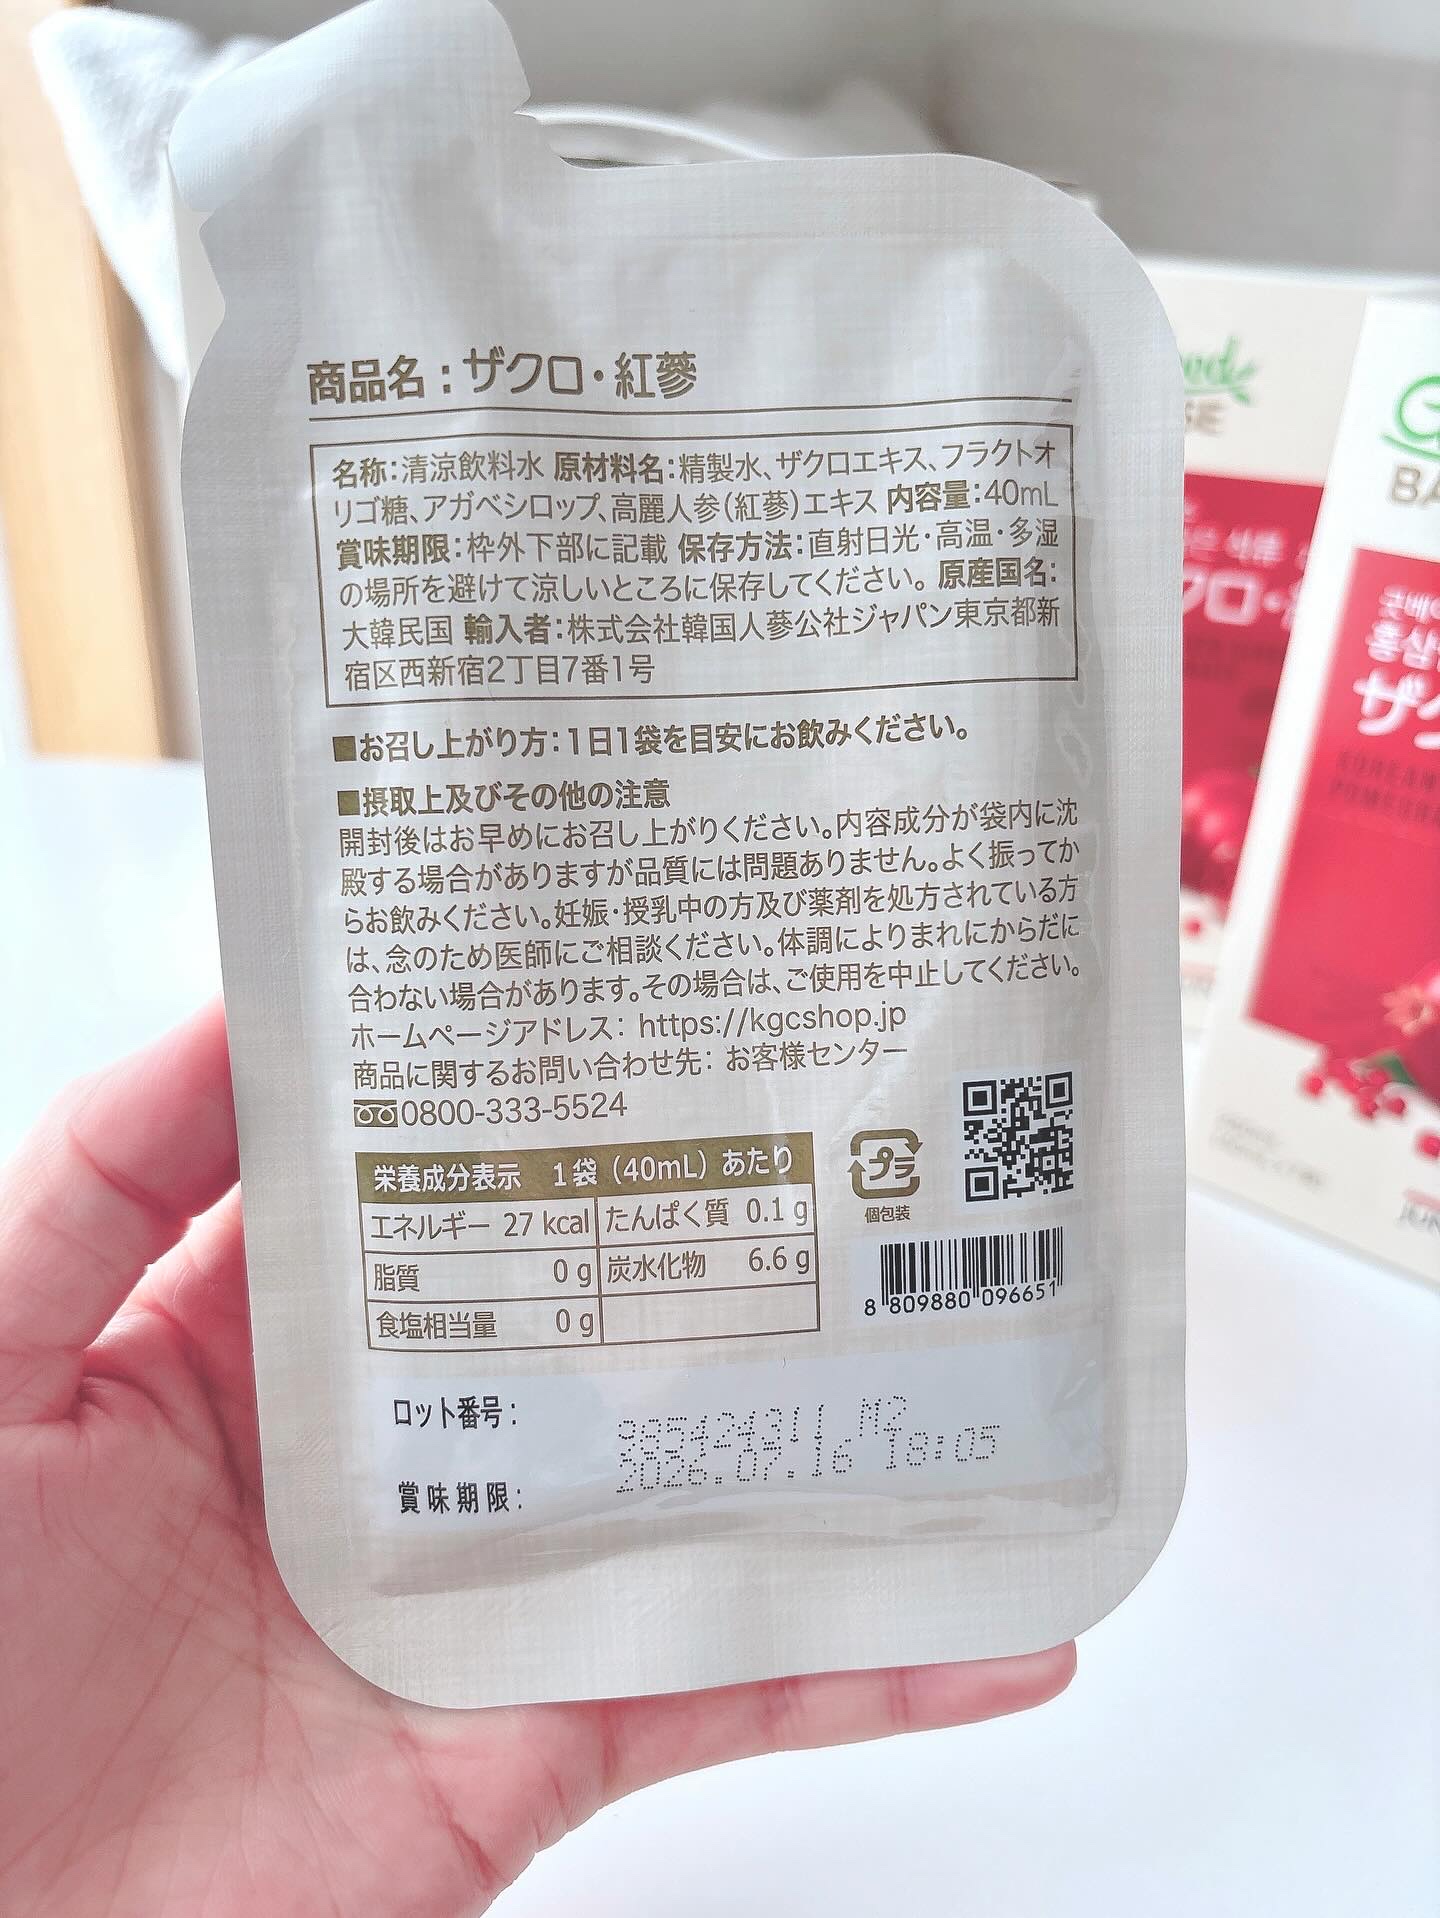 商品名：ザクロ・紅蔘
名称：清涼飲料水 原材料名：精製水、ザクロエキス、フラクトオ
リゴ糖、アガベシロップ、高麗人参（紅蔘）エキス 内容量：40mL
賞味期限：枠外下部に記載 保存方法：直射日光・高温・多湿
の場所を避けて涼しいところに保存してください。 原産国名：
大韓民国 輸入者：株式会社韓国人蔘公社ジャパン東京都新
宿区西新宿2丁目7番1号
■お召し上がり方：1日1袋を目安にお飲みください。
■摂取上及びその他の注意
開封後はお早めにお召し上がりください。内容成分が袋内に沈
殿する場合がありますが品質には問題ありません。よく振ってか
らお飲みください。妊娠・授乳中の方及び薬剤を処方されている方
は、念のため医師にご相談ください。体調によりまれにからだに
合わない場合があります。その場合は、ご使用を中止してください。
ホームページアドレス： https://kgcshop.jp
商品に関するお問い合わせ先： お客様センター
0800-333-5524
栄養成分表示 1袋（40mL）あたり
エネルギー 27 kcal たんぱく質 0.1 g
脂質 0 g 炭水化物 6.6 g
食塩相当量 0 g
プラ
個包装
8 809880 096651
ロット番号： 985424311 M2
賞味期限： 2026.07.16 18:05
BA
ザク